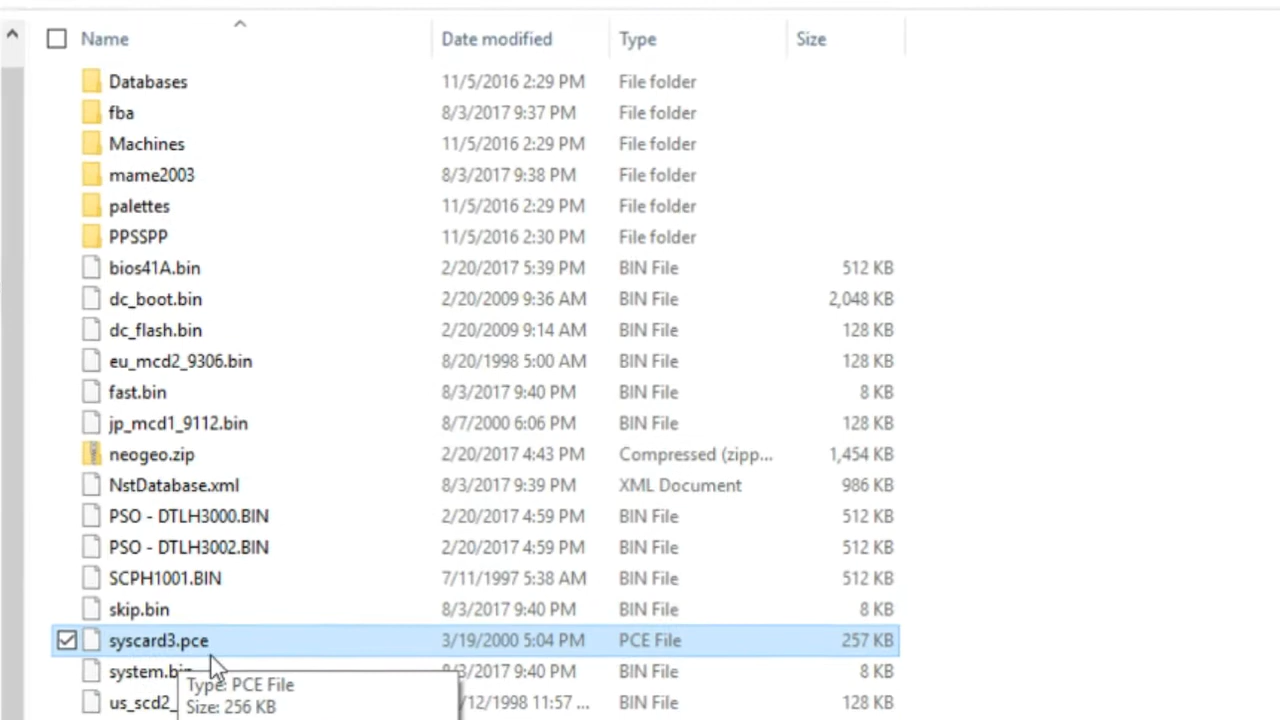 Name Date modified Type Size
Databases 11/5/2016 2:29 PM File folder
fba 8/3/2017 9:37 PM File folder
Machines 11/5/2016 2:29 PM File folder
mame2003 8/3/2017 9:38 PM File folder
palettes 11/5/2016 2:29 PM File folder
PPSSPP 11/5/2016 2:30 PM File folder
bios41A.bin 2/20/2017 5:39 PM BIN File 512 KB
dc_boot.bin 2/20/2009 9:36 AM BIN File 2,048 KB
dc_flash.bin 2/20/2009 9:14 AM BIN File 128 KB
eu_mcd2_9306.bin 8/20/1998 5:00 AM BIN File 128 KB
fast.bin 8/3/2017 9:40 PM BIN File 8 KB
jp_mcd1_9112.bin 8/7/2000 6:06 PM BIN File 128 KB
neogeo.zip 2/20/2017 4:43 PM Compressed (zipp... 1,454 KB
NstDatabase.xml 8/3/2017 9:39 PM XML Document 986 KB
PSO - DTLH3000.BIN 2/20/2017 4:59 PM BIN File 512 KB
PSO - DTLH3002.BIN 2/20/2017 4:59 PM BIN File 512 KB
SCPH1001.BIN 7/11/1997 5:38 AM BIN File 512 KB
skip.bin 8/3/2017 9:40 PM BIN File 8 KB
syscard3.pce 3/19/2000 5:04 PM PCE File 257 KB
system.bi 9:40 PM BIN File 8 KB
Type: PCE File
us_scd2_ /12/1998 11:57 ... BIN File 128 KB
Size: 256 KB